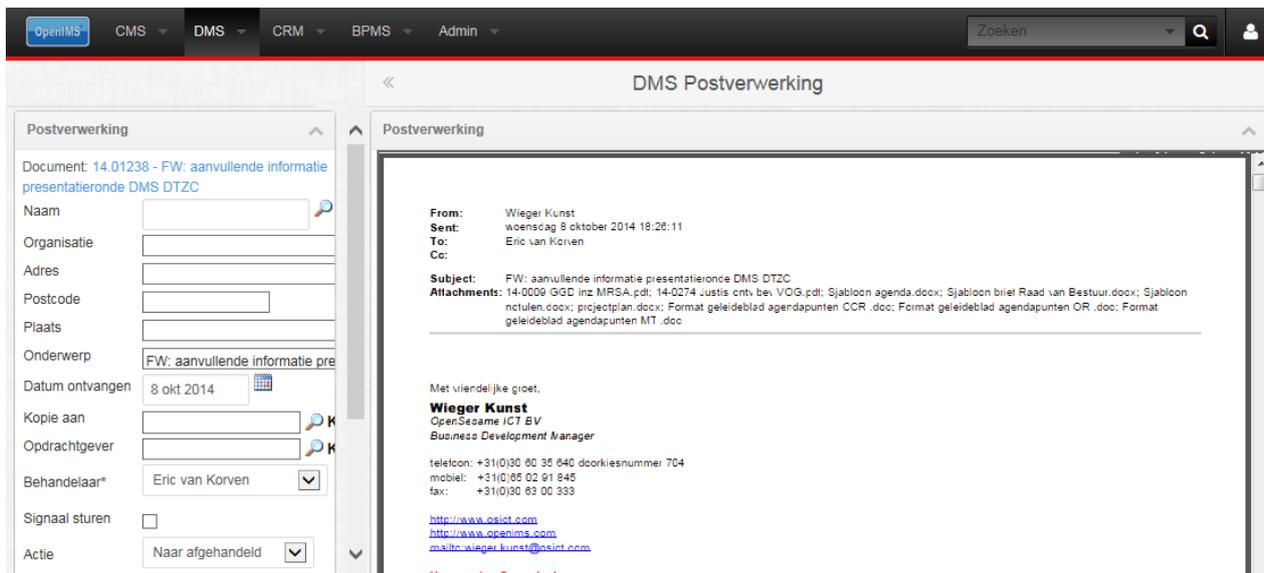 OpenIMS CMS DMS CRM BPMS Admin Zoeken
DMS Postverwerking
Postverwerking
Document: 14.01238 - FW: aanvullende informatie
presentatieronde DMS DTZC
Naam
Organisatie
Adres
Postcode
Plaats
Onderwerp FW: aanvullende informatie pre
Datum ontvangen 8 okt 2014
Kopie aan K
Opdrachtgever K
Behandelaar* Eric van Korven
Signaal sturen
Actie Naar afgehandeld
Postverwerking
From: Wieger Kunst
Sent: woensdag 8 oktober 2014 18:26:11
To: Eric van Korven
Cc:
Subject: FW: aanvullende informatie presentatieronde DMS DTZC
Attachments: 14-0009 GGD inz MRSA.pdf; 14-0274 Justis ontv bev VOG.pdf; Sjabloon agenda.docx; Sjabloon brief Raad van Bestuur.docx; Sjabloon
notulen.docx; projectplan.docx; Format geleideblad agendapunten CCR .doc; Format geleideblad agendapunten OR .doc; Format
geleideblad agendapunten MT .doc
Met vriendelijke groet,
Wieger Kunst
OpenSesame ICT BV
Business Development Manager
telefoon: +31(0)30 60 35 640 doorkiesnummer 704
mobiel: +31(0)65 02 91 845
fax: +31(0)30 63 00 333
http://www.osict.com
http://www.openims.com
mailto:wieger.kunst@osict.com